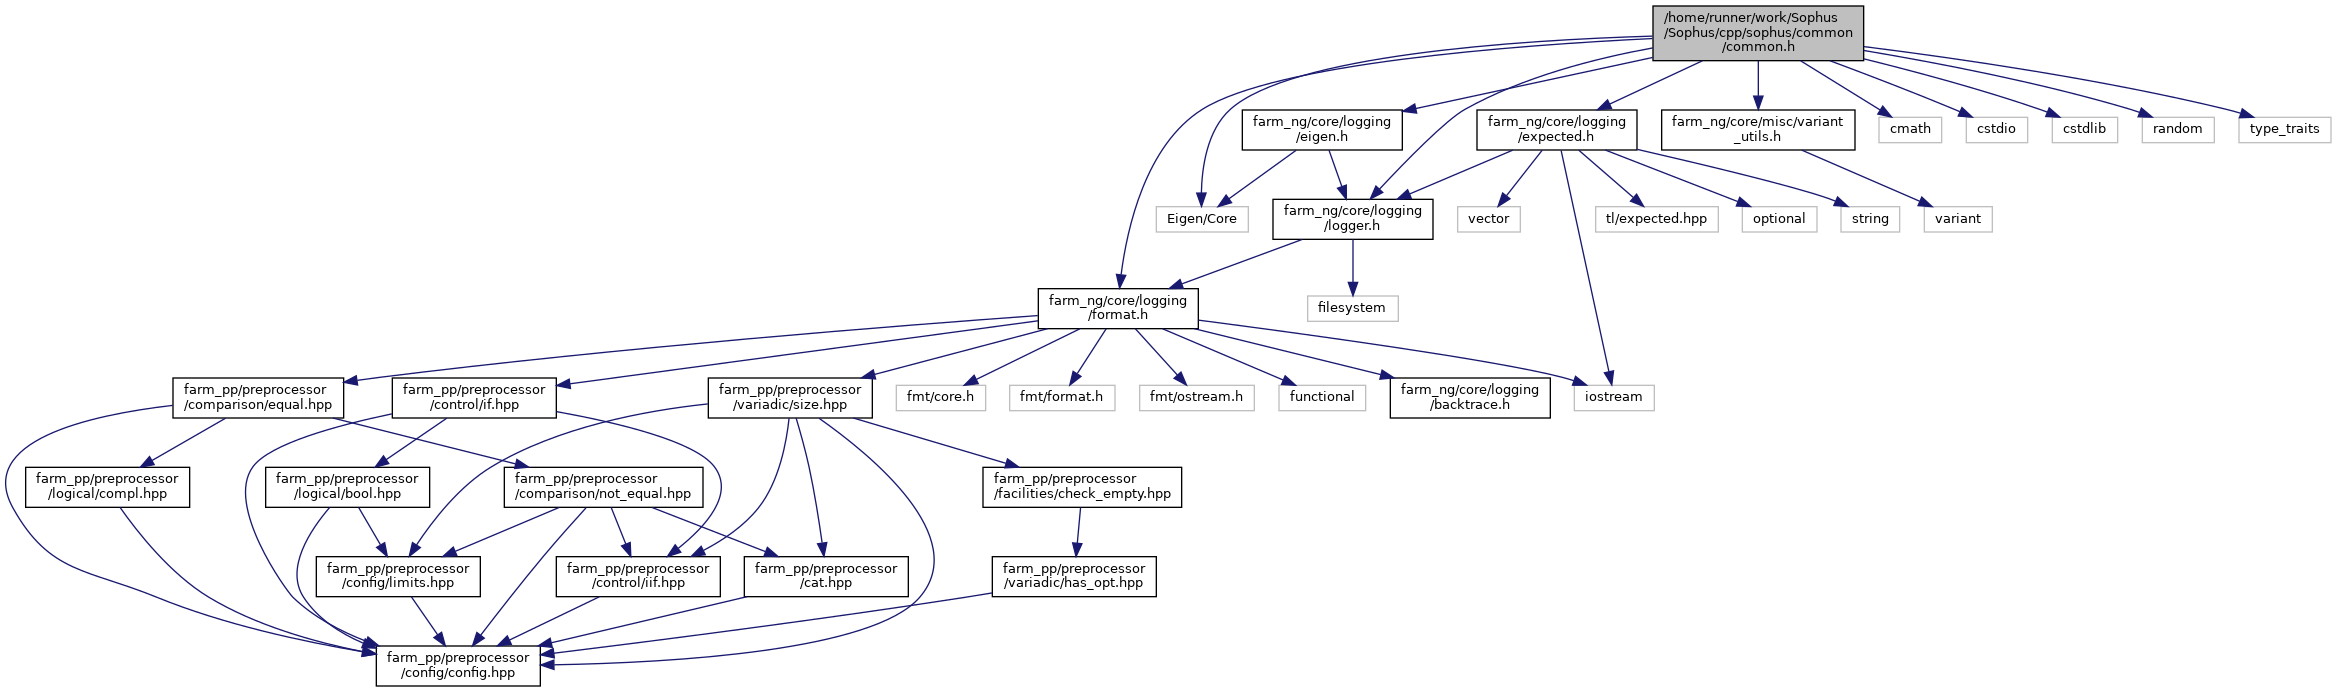 /home/runner/work/Sophus
/Sophus/cpp/sophus/common
/common.h
farm_ng/core/logging
/eigen.h
farm_ng/core/logging
/expected.h
farm_ng/core/misc/variant
_utils.h
cmath
cstdio
cstdlib
random
type_traits
Eigen/Core
farm_ng/core/logging
/logger.h
vector
tl/expected.hpp
optional
string
variant
farm_ng/core/logging
/format.h
filesystem
farm_pp/preprocessor
/comparison/equal.hpp
farm_pp/preprocessor
/control/if.hpp
farm_pp/preprocessor
/variadic/size.hpp
fmt/core.h
fmt/format.h
fmt/ostream.h
functional
farm_ng/core/logging
/backtrace.h
iostream
farm_pp/preprocessor
/logical/compl.hpp
farm_pp/preprocessor
/logical/bool.hpp
farm_pp/preprocessor
/comparison/not_equal.hpp
farm_pp/preprocessor
/facilities/check_empty.hpp
farm_pp/preprocessor
/config/limits.hpp
farm_pp/preprocessor
/control/iif.hpp
farm_pp/preprocessor
/cat.hpp
farm_pp/preprocessor
/variadic/has_opt.hpp
farm_pp/preprocessor
/config/config.hpp